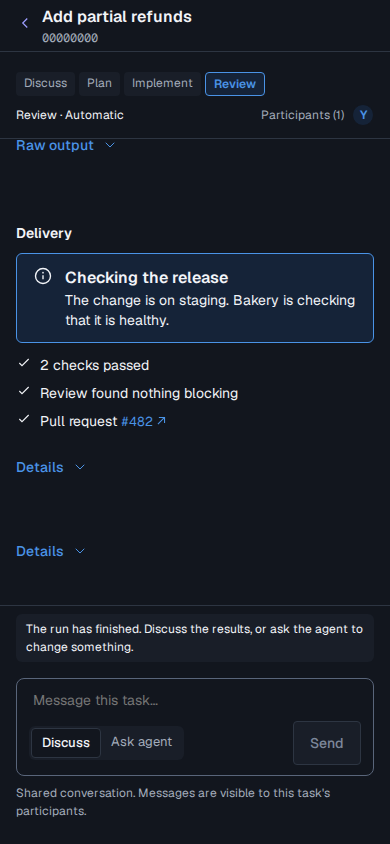 Add partial refunds
00000000
Discuss Plan Implement Review
Review · Automatic Participants (1) Y
Raw output
Delivery
Checking the release
The change is on staging. Bakery is checking
that it is healthy.
2 checks passed
Review found nothing blocking
Pull request #482
Details
Details
The run has finished. Discuss the results, or ask the agent to
change something.
Message this task...
Discuss Ask agent Send
Shared conversation. Messages are visible to this task's
participants.